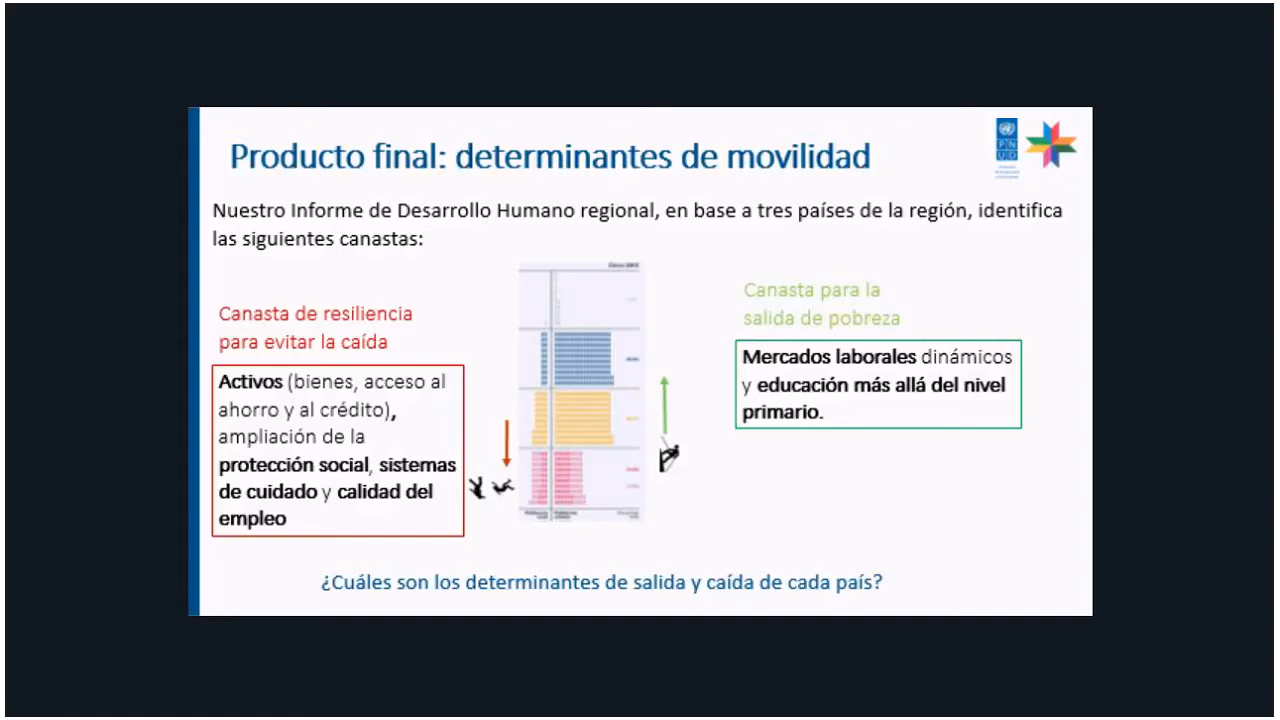 Producto final: determinantes de movilidad
PN
UD
Nuestro Informe de Desarrollo Humano regional, en base a tres países de la región, identifica
las siguientes canastas:
Canasta de resiliencia
para evitar la caída
Activos (bienes, acceso al
ahorro y al crédito),
ampliación de la
protección social, sistemas
de cuidado y calidad del
empleo
Canasta para la
salida de pobreza
Mercados laborales dinámicos
y educación más allá del nivel
primario.
¿Cuáles son los determinantes de salida y caída de cada país?